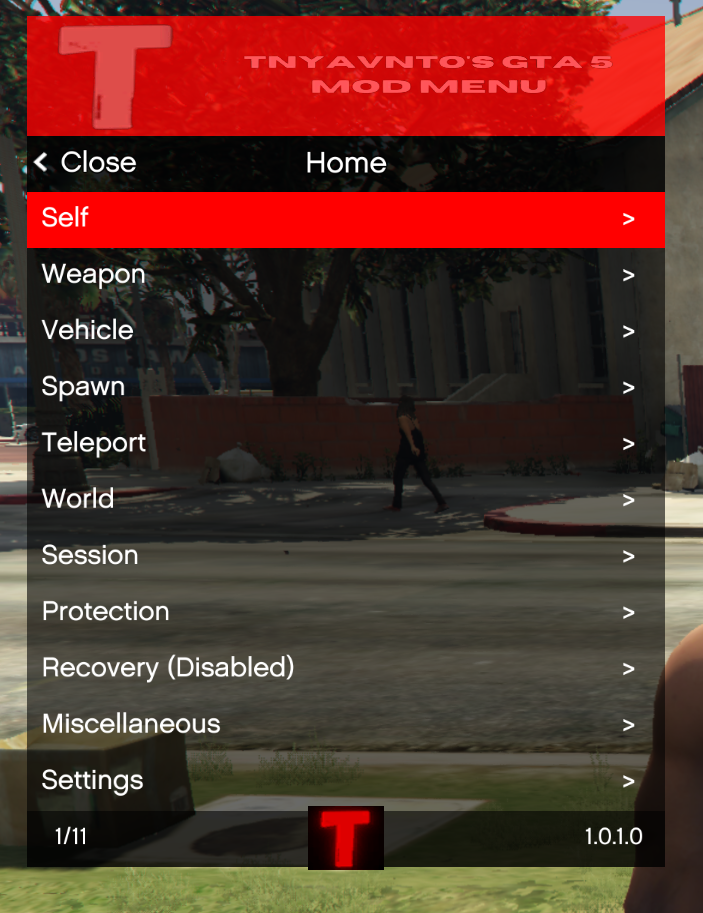 T
TNYAVNTO'S GTA 5
MOD MENU
< Close
Home
Self >
Weapon >
Vehicle >
Spawn >
Teleport >
World >
Session >
Protection >
Recovery (Disabled) >
Miscellaneous >
Settings >
1/11
T
1.0.1.0